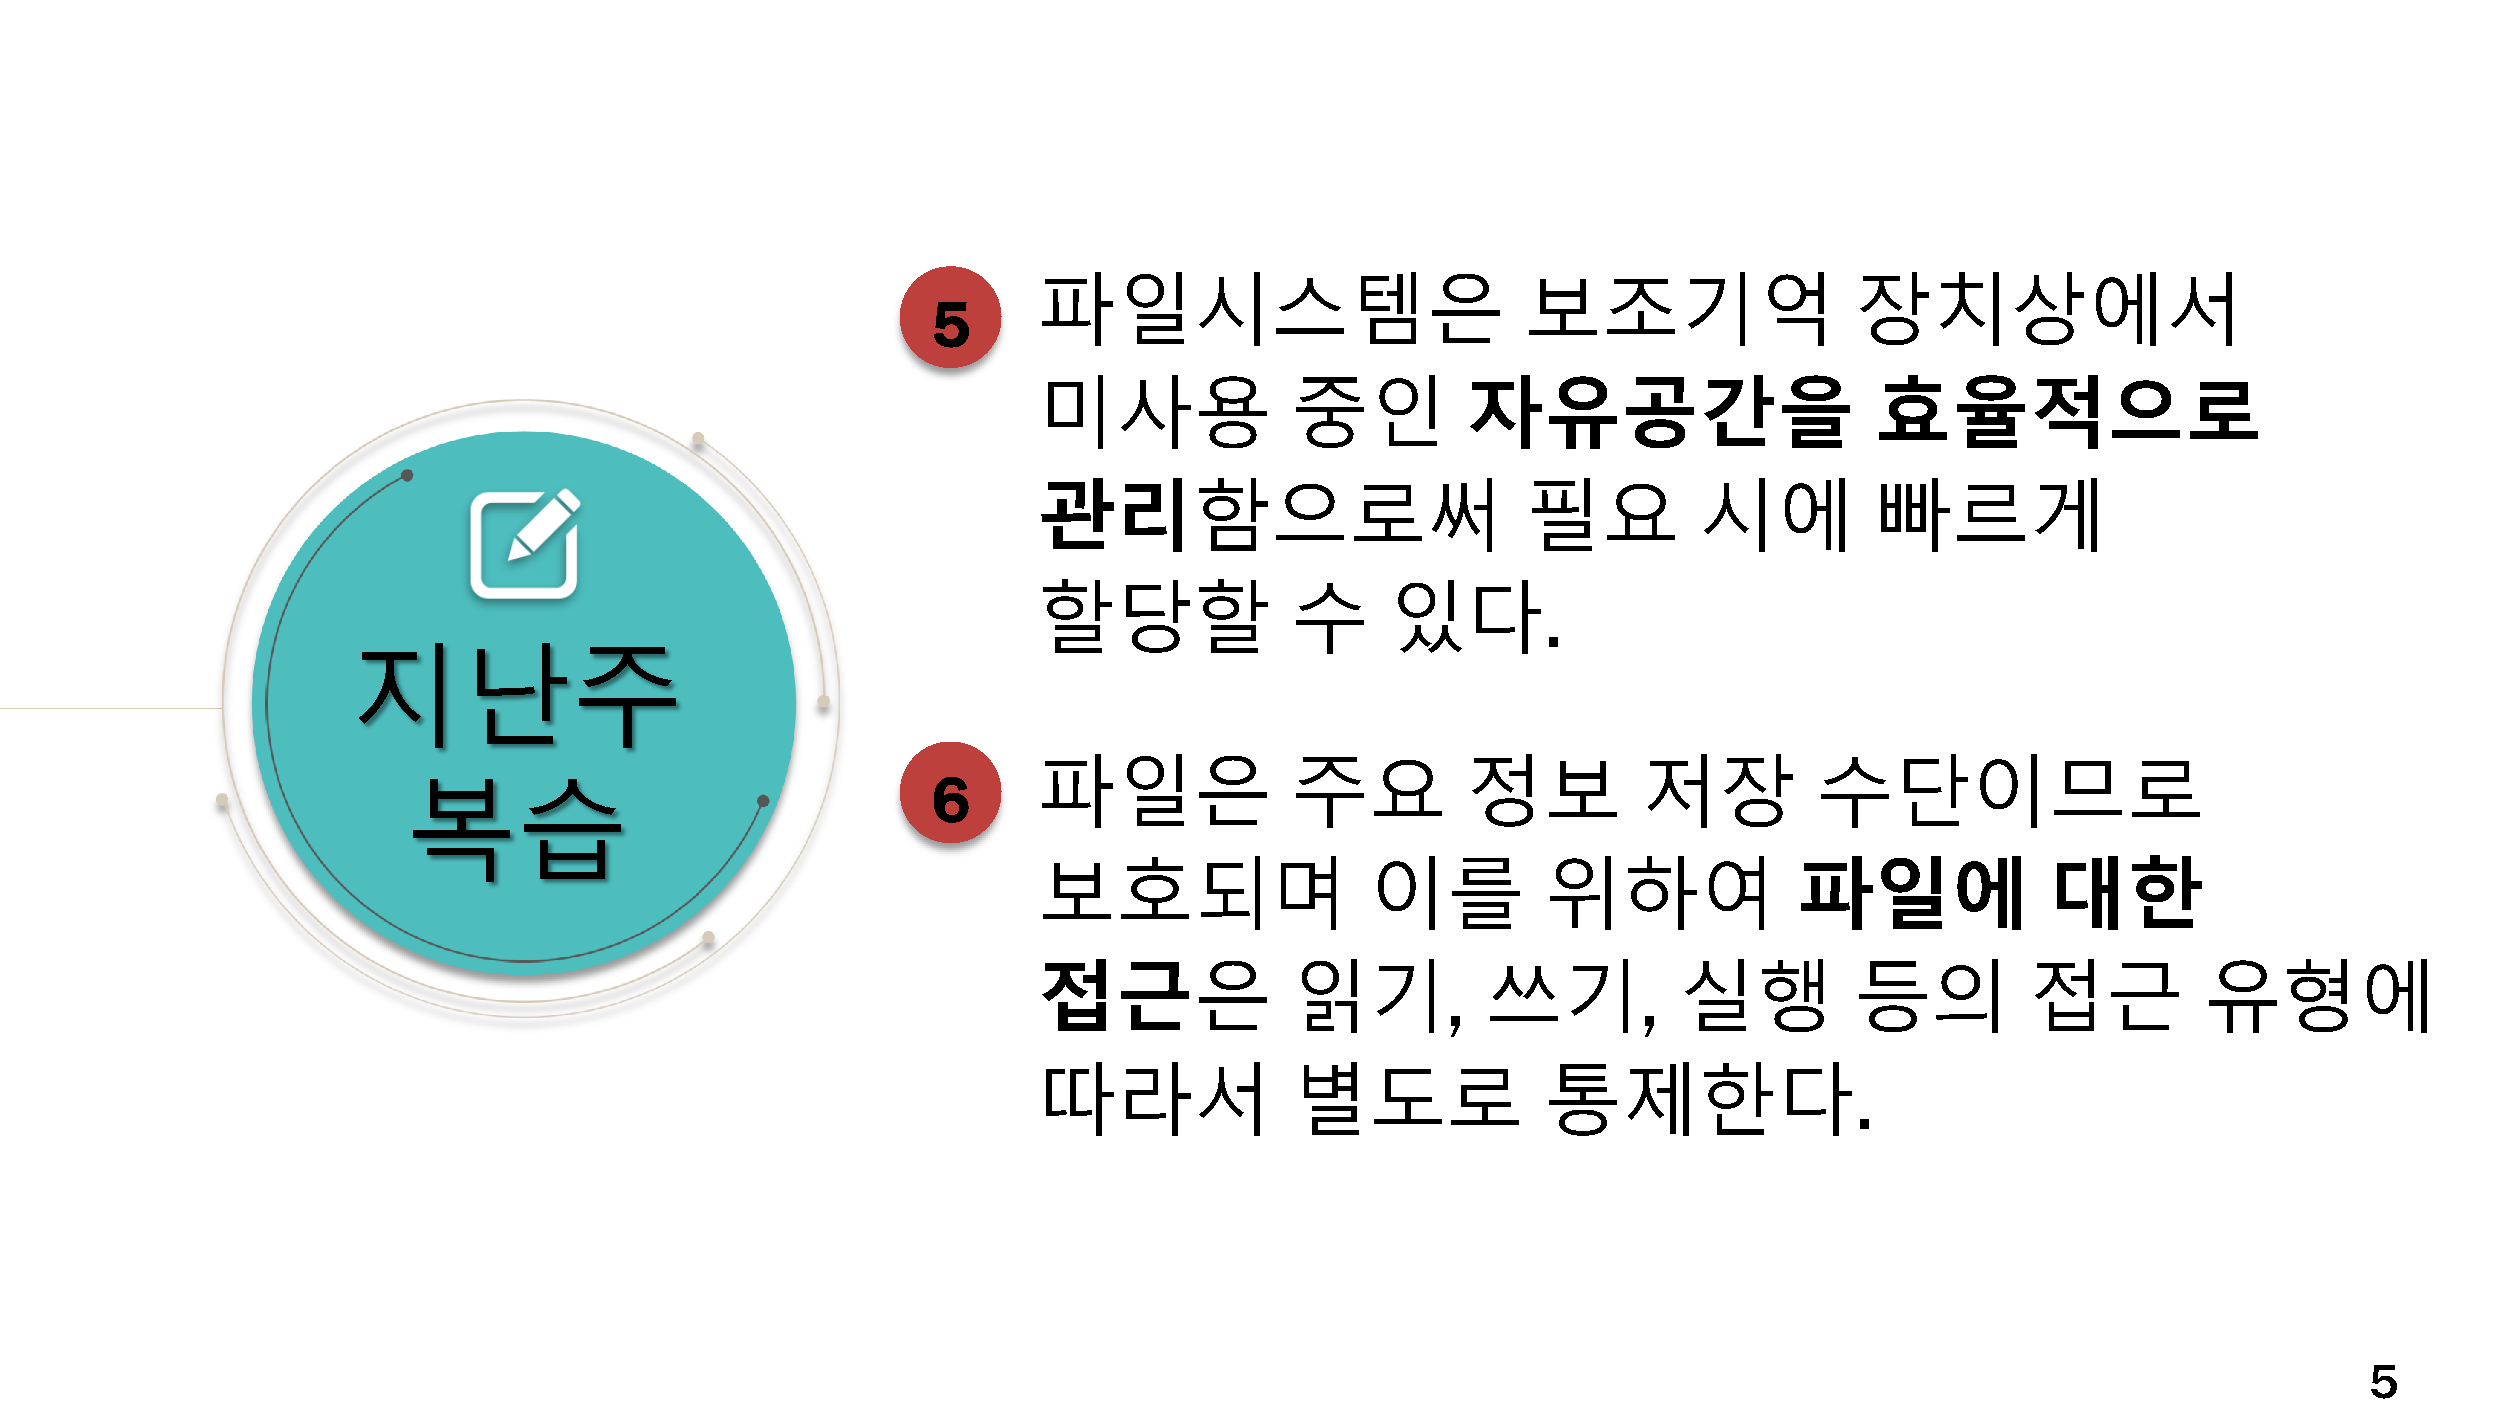 지난주
복습
5
파일시스템은 보조기억 장치상에서
미사용 중인 자유공간을 효율적으로
관리함으로써 필요 시에 빠르게
할당할 수 있다.
6
파일은 주요 정보 저장 수단이므로
보호되며 이를 위하여 파일에 대한
접근은 읽기, 쓰기, 실행 등의 접근 유형에
따라서 별도로 통제한다.
5